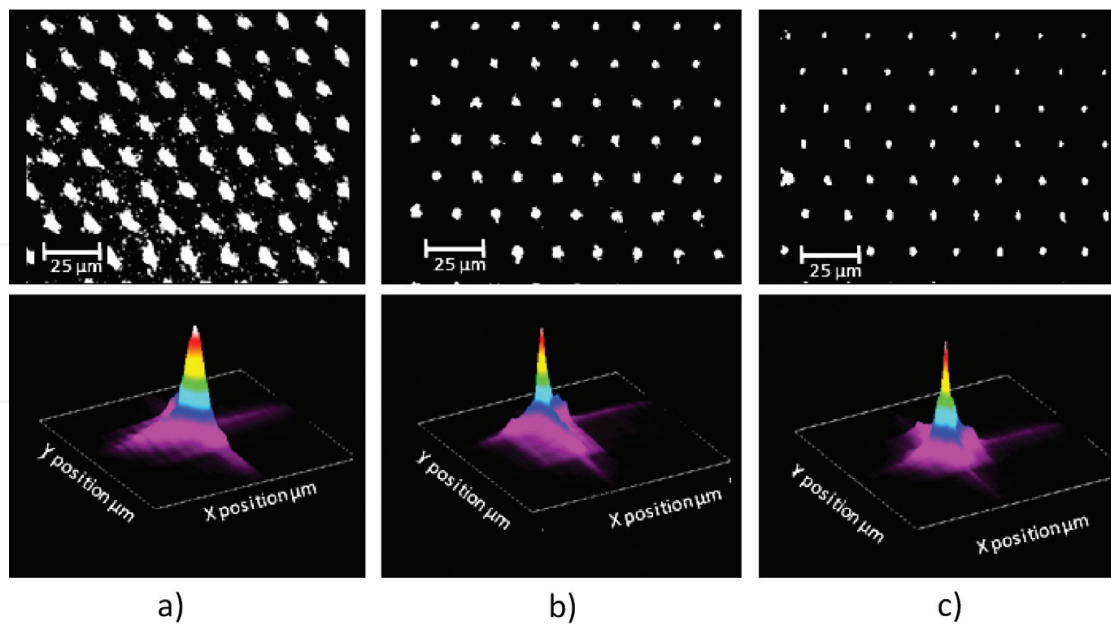 25 µm
25 µm
25 µm
Y position µm
X position µm
Y position µm
X position µm
Y position µm
X position µm
a)
b)
c)